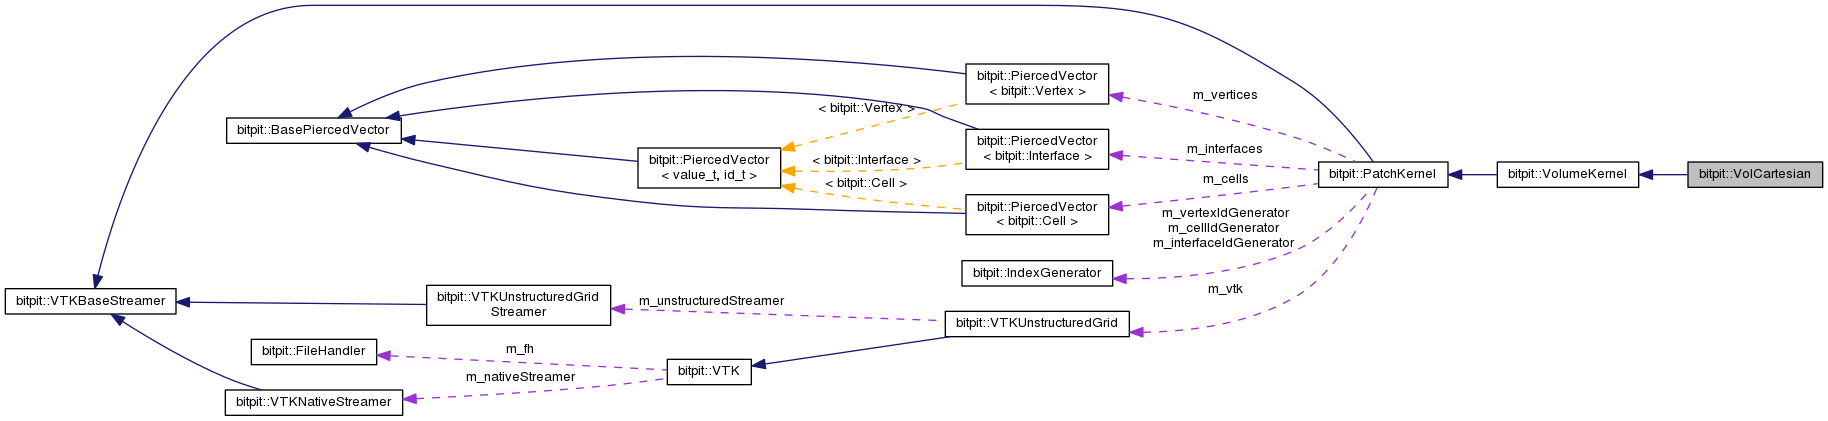 bitpit::PiercedVector
< bitpit::Vertex >
m_vertices
< bitpit::Vertex >
bitpit::BasePiercedVector
bitpit::PiercedVector
< bitpit::Interface >
m_interfaces
bitpit::PiercedVector
< value_t, id_t >
< bitpit::Interface >
bitpit::PatchKernel
bitpit::VolumeKernel
bitpit::VolCartesian
< bitpit::Cell >
m_cells
bitpit::PiercedVector
< bitpit::Cell >
m_vertexIdGenerator
m_cellIdGenerator
m_interfaceIdGenerator
bitpit::IndexGenerator
m_vtk
bitpit::VTKBaseStreamer
bitpit::VTKUnstructuredGrid
Streamer
m_unstructuredStreamer
bitpit::VTKUnstructuredGrid
bitpit::FileHandler
m_fh
bitpit::VTK
m_nativeStreamer
bitpit::VTKNativeStreamer